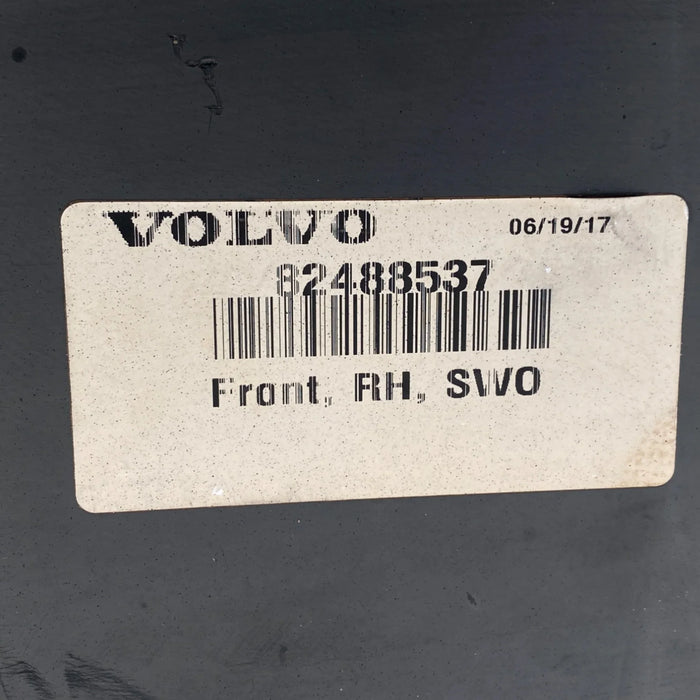 VOLVO 06/19/17
82488537
Front, RH, SWO